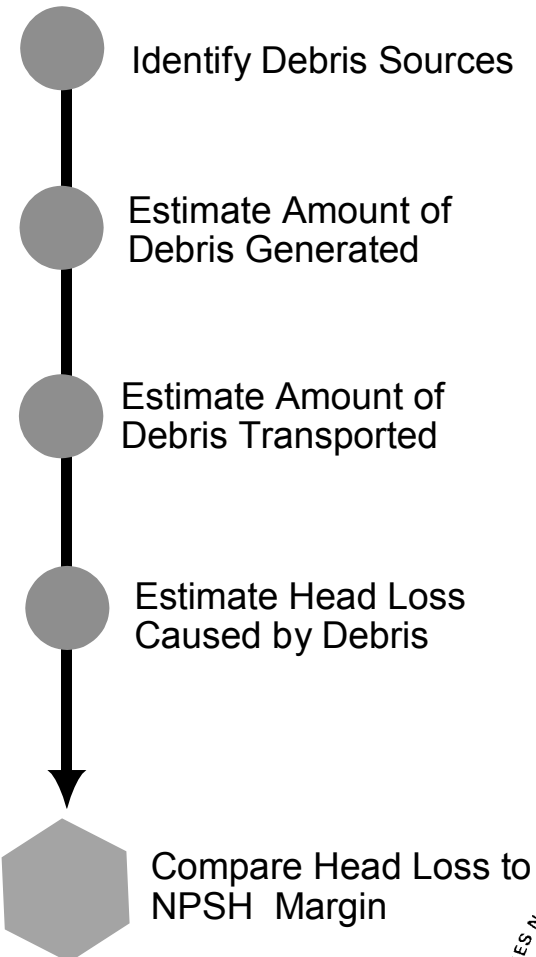 Identify Debris Sources
Estimate Amount of
Debris Generated
Estimate Amount of
Debris Transported
Estimate Head Loss
Caused by Debris
Compare Head Loss to
NPSH Margin
ES N